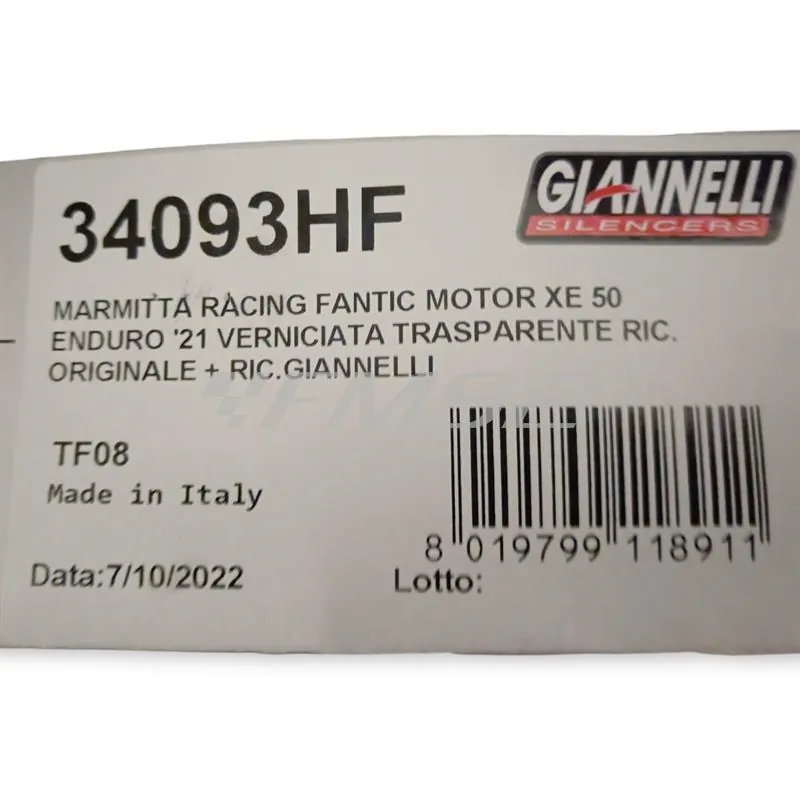 34093HF
GIANNELLI
SILENCERS
MARMITTA RACING FANTIC MOTOR XE 50
ENDURO '21 VERNICIATA TRASPARENTE RIC.
ORIGINALE + RIC.GIANNELLI
TF08
Made in Italy
8 019799 118911
Data:7/10/2022
Lotto: